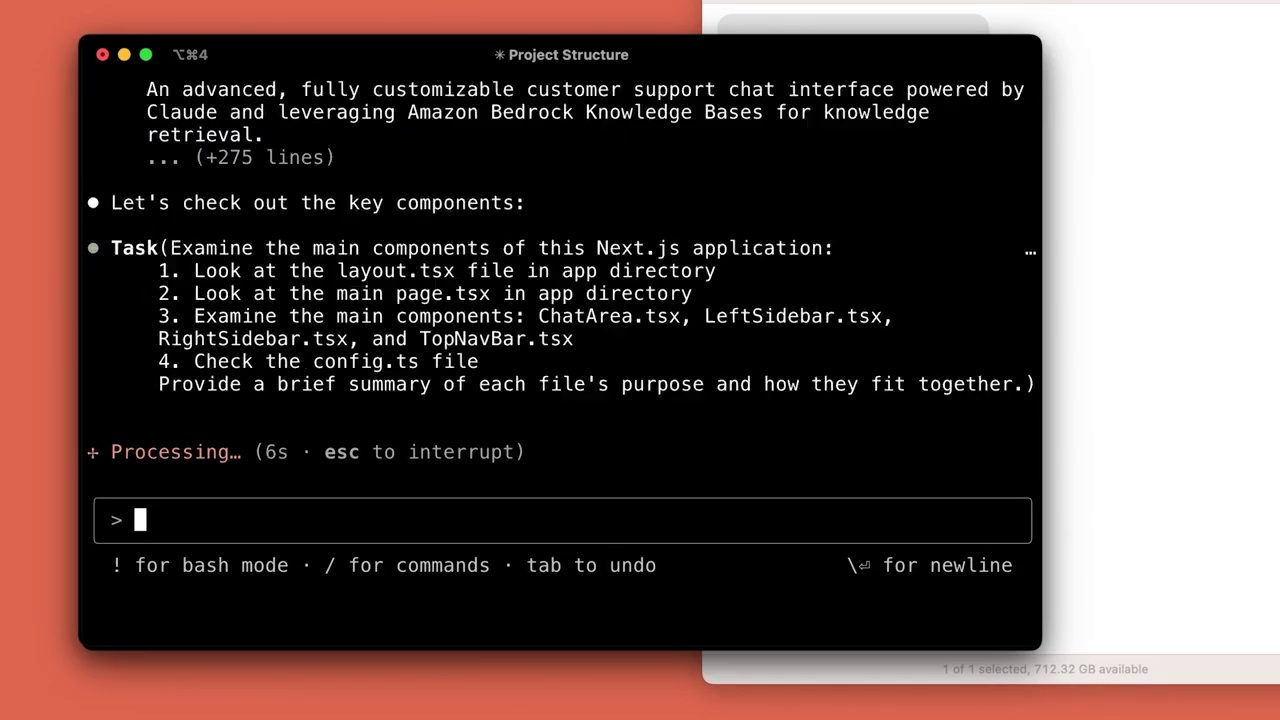 ⌥⌘4
✳ Project Structure
An advanced, fully customizable customer support chat interface powered by
Claude and leveraging Amazon Bedrock Knowledge Bases for knowledge
retrieval.
... (+275 lines)
● Let's check out the key components:
● Task(Examine the main components of this Next.js application: …
1. Look at the layout.tsx file in app directory
2. Look at the main page.tsx in app directory
3. Examine the main components: ChatArea.tsx, LeftSidebar.tsx,
RightSidebar.tsx, and TopNavBar.tsx
4. Check the config.ts file
Provide a brief summary of each file's purpose and how they fit together.)
✢ Processing… (6s · esc to interrupt)
>
! for bash mode · / for commands · tab to undo \⏎ for newline
1 of 1 selected, 712.32 GB available